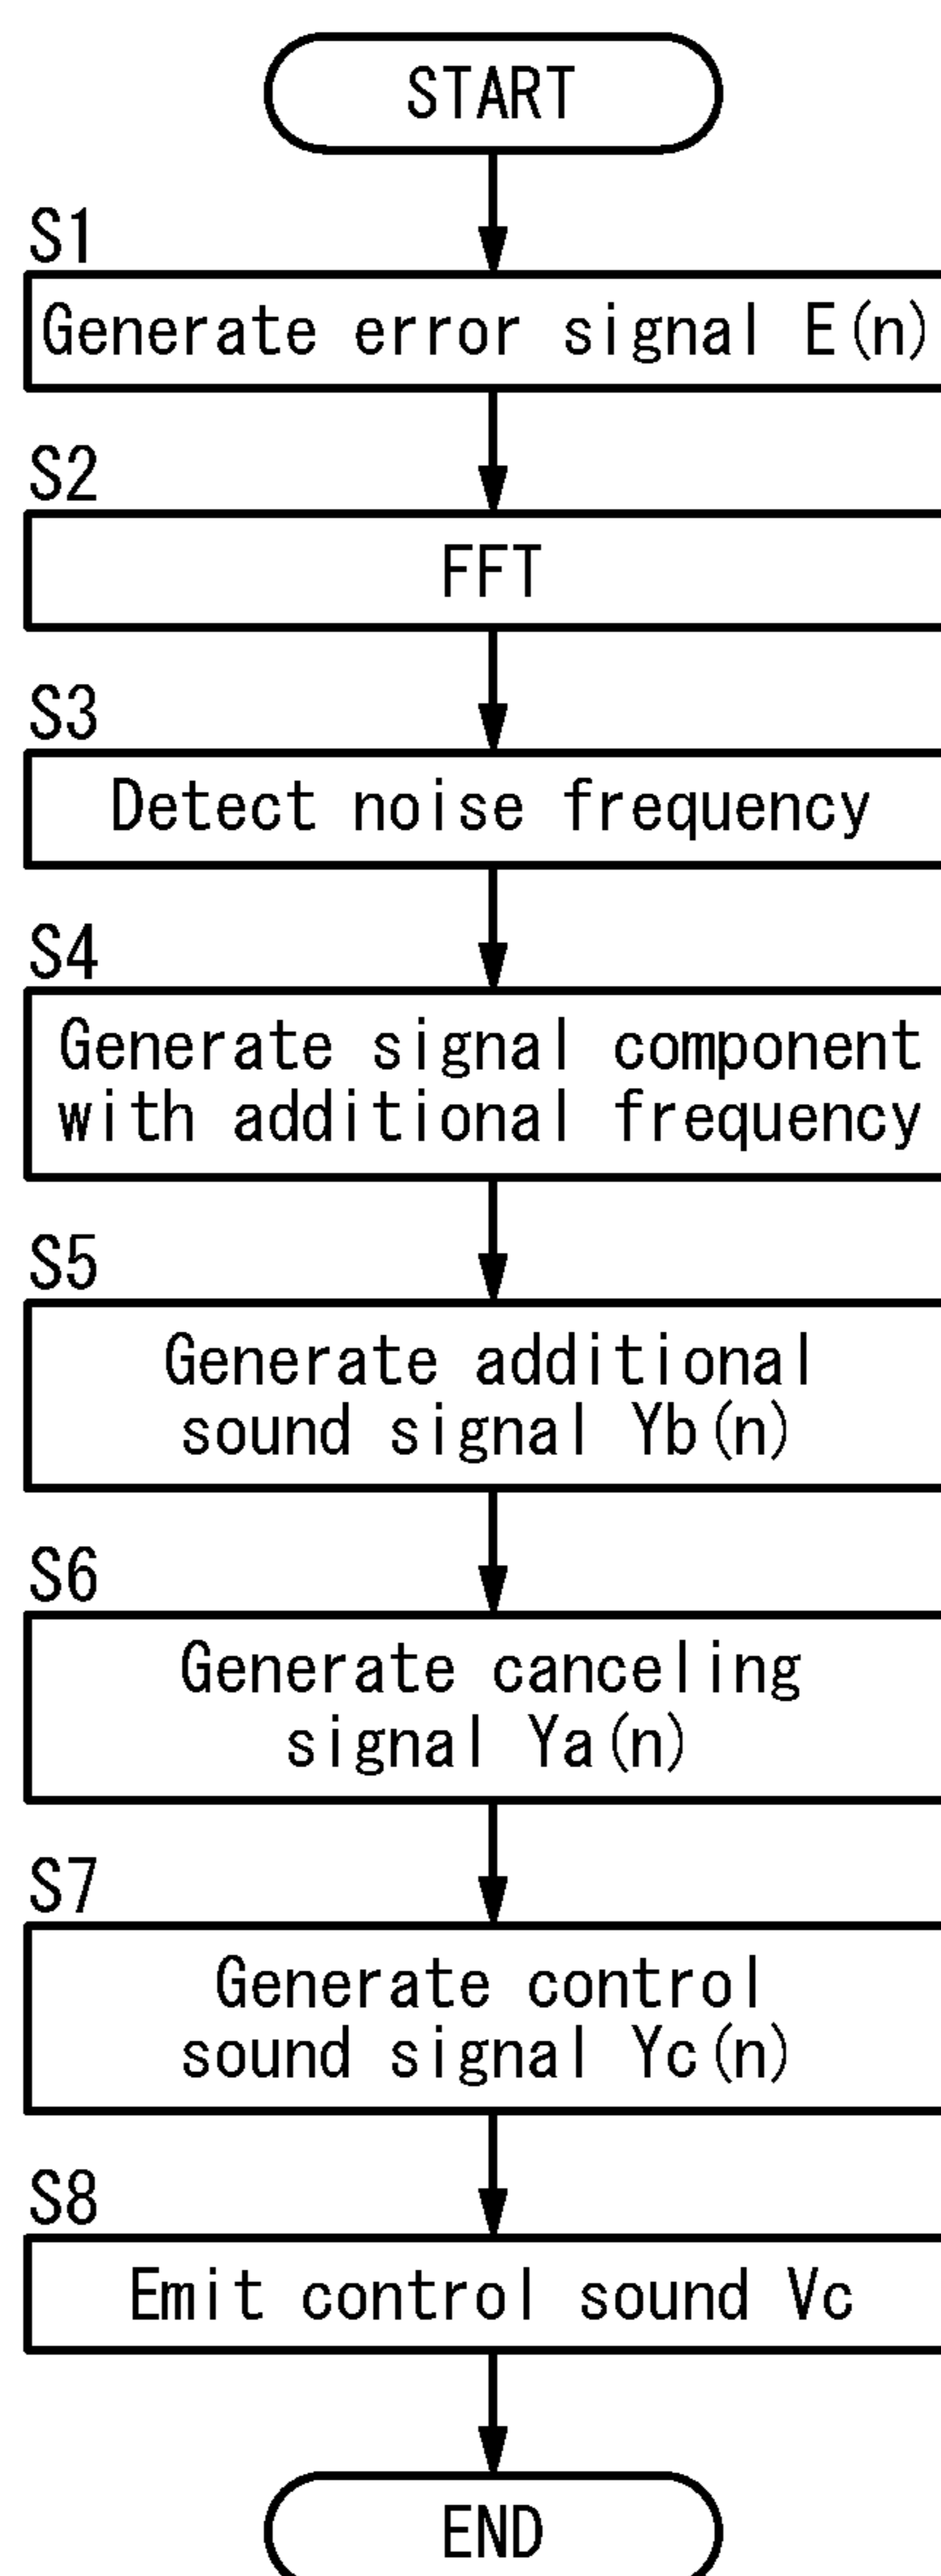 START
S1
Generate error signal E(n)
S2
FFT
S3
Detect noise frequency
S4
Generate signal component
with additional frequency
S5
Generate additional
sound signal Yb(n)
S6
Generate canceling
signal Ya(n)
S7
Generate control
sound signal Yc(n)
S8
Emit control sound Vc
END